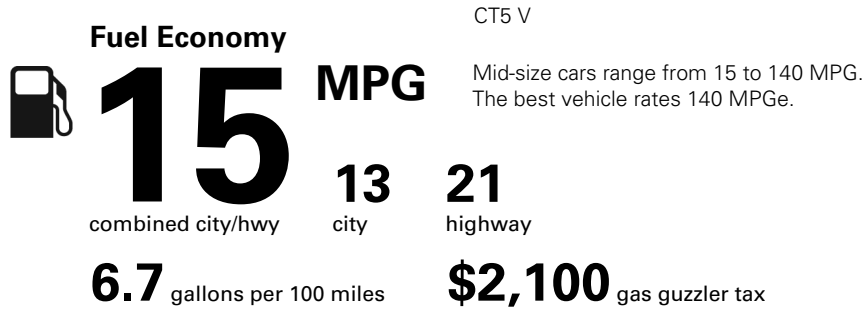 CT5 V
Fuel Economy
15 MPG
Mid-size cars range from 15 to 140 MPG.
The best vehicle rates 140 MPGe.
13 21
combined city/hwy city highway
6.7 gallons per 100 miles $2,100 gas guzzler tax